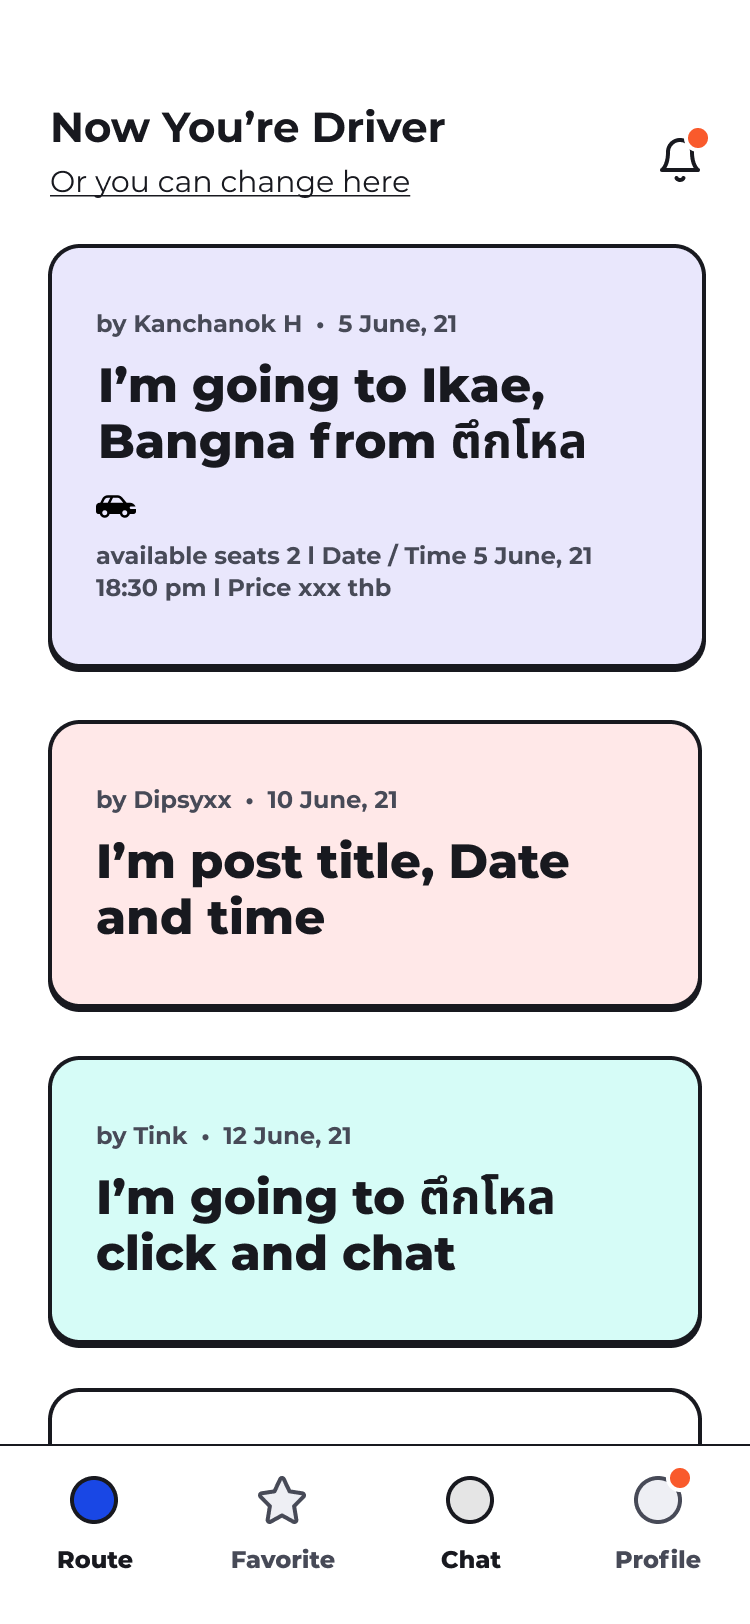 Now You’re Driver
Or you can change here
by Kanchanok H • 5 June, 21
I’m going to Ikae,
Bangna from ตึกโหล
available seats 2 l Date / Time 5 June, 21
18:30 pm l Price xxx thb
by Dipsyxx • 10 June, 21
I’m post title, Date
and time
by Tink • 12 June, 21
I’m going to ตึกโหล
click and chat
Route
Favorite
Chat
Profile